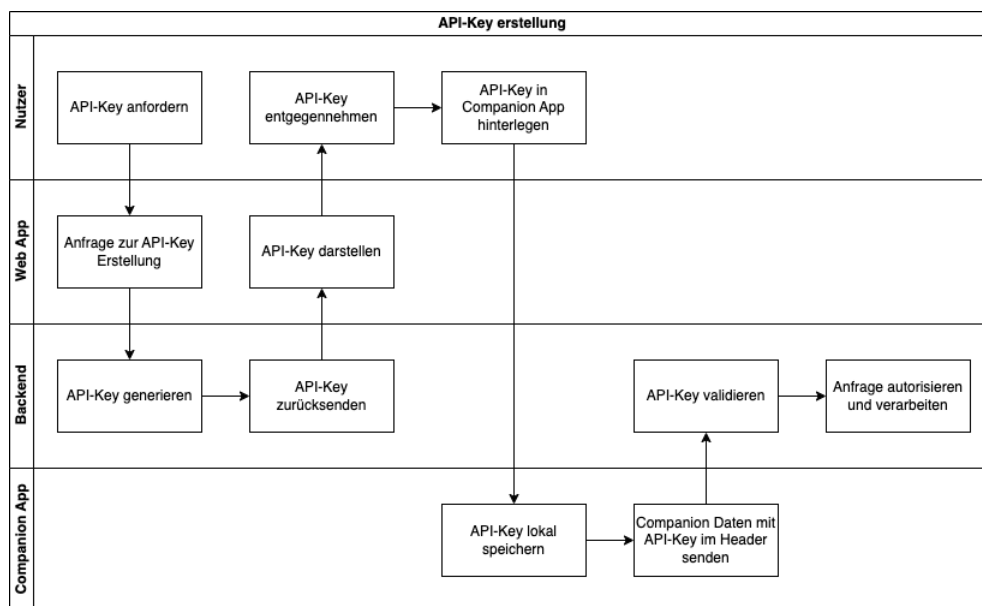 API-Key erstellung
Nutzer
API-Key anfordern
API-Key
entgegennehmen
API-Key in
Companion App
hinterlegen
Web App
Anfrage zur API-Key
Erstellung
API-Key darstellen
Backend
API-Key generieren
API-Key
zurücksenden
API-Key validieren
Anfrage autorisieren
und verarbeiten
Companion App
API-Key lokal
speichern
Companion Daten mit
API-Key im Header
senden